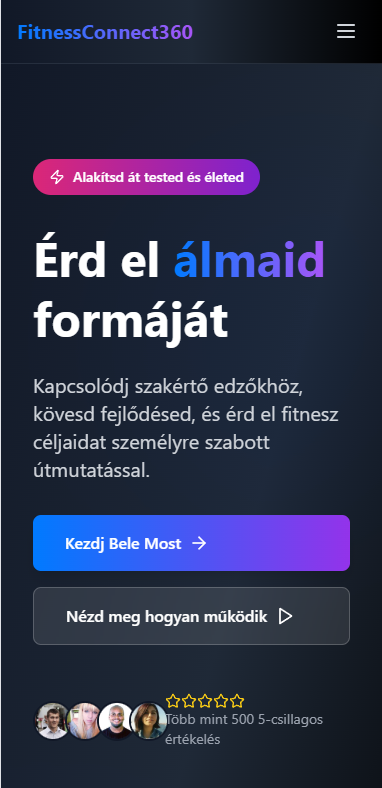 FitnessConnect360
Alakítsd át tested és életed
Érd el álmaid
formáját
Kapcsolódj szakértő edzőkhöz,
kövesd fejlődésed, és érd el fitnesz
céljaidat személyre szabott
útmutatással.
Kezdj Bele Most
Nézd meg hogyan működik
Több mint 500 5-csillagos
értékelés